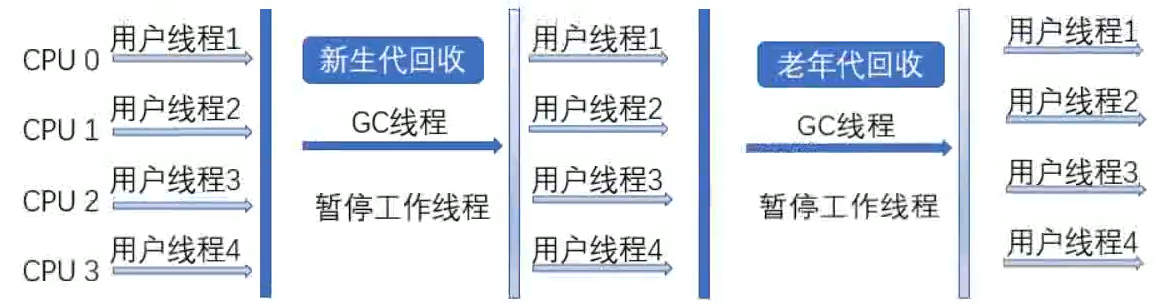 CPU 0
用户线程1
CPU 1
用户线程2
CPU 2
用户线程3
CPU 3
用户线程4
新生代回收
GC线程
暂停工作线程
用户线程1
用户线程2
用户线程3
用户线程4
老年代回收
GC线程
暂停工作线程
用户线程1
用户线程2
用户线程3
用户线程4